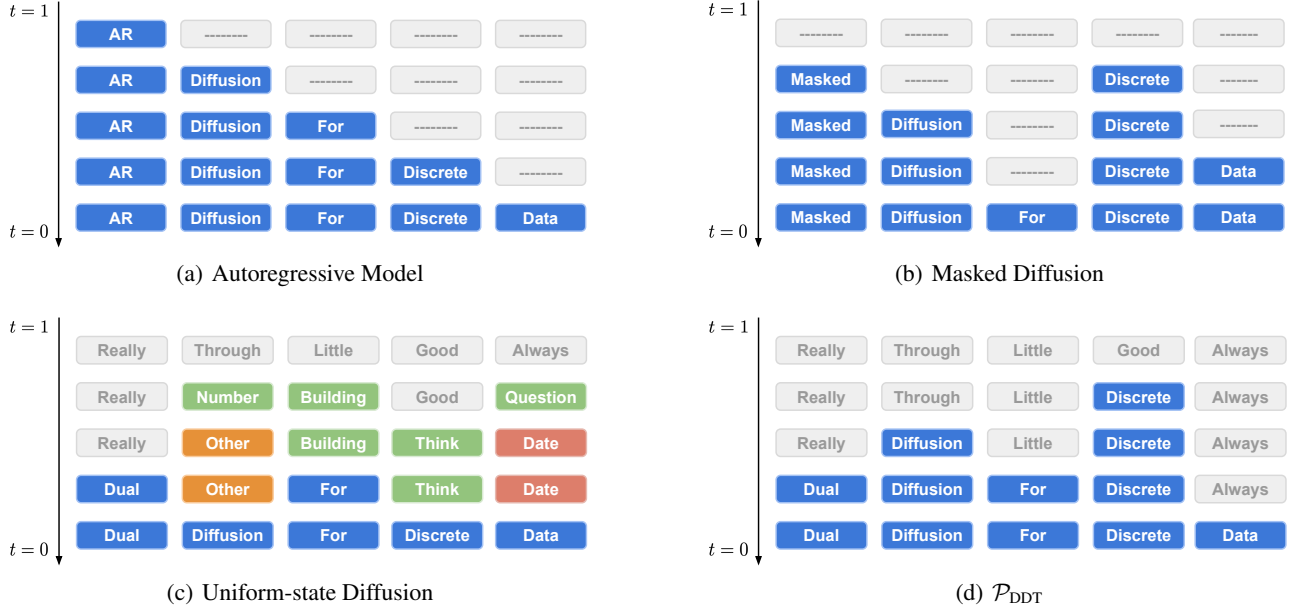 t = 1
AR -------- -------- -------- --------
AR Diffusion -------- -------- --------
AR Diffusion For -------- --------
AR Diffusion For Discrete --------
AR Diffusion For Discrete Data
t = 0
(a) Autoregressive Model
t = 1
-------- -------- -------- -------- -------
Masked -------- -------- Discrete -------
Masked Diffusion -------- Discrete -------
Masked Diffusion -------- Discrete Data
Masked Diffusion For Discrete Data
t = 0
(b) Masked Diffusion
t = 1
Really Through Little Good Always
Really Number Building Good Question
Really Other Building Think Date
Dual Other For Think Date
Dual Diffusion For Discrete Data
t = 0
(c) Uniform-state Diffusion
t = 1
Really Through Little Good Always
Really Through Little Discrete Always
Really Diffusion Little Discrete Always
Dual Diffusion For Discrete Always
Dual Diffusion For Discrete Data
t = 0
(d) 𝒫DDT